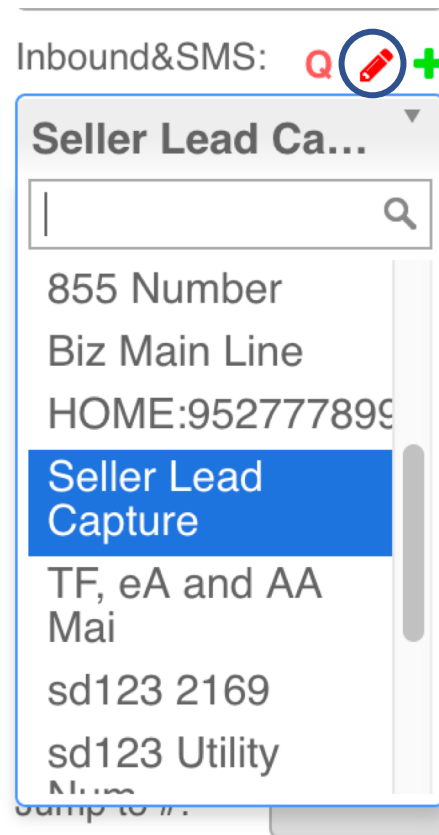 Inbound&SMS: Q
Seller Lead Ca...
855 Number
Biz Main Line
HOME:952777899
Seller Lead
Capture
TF, eA and AA
Mai
sd123 2169
sd123 Utility
Num
Jump to #: